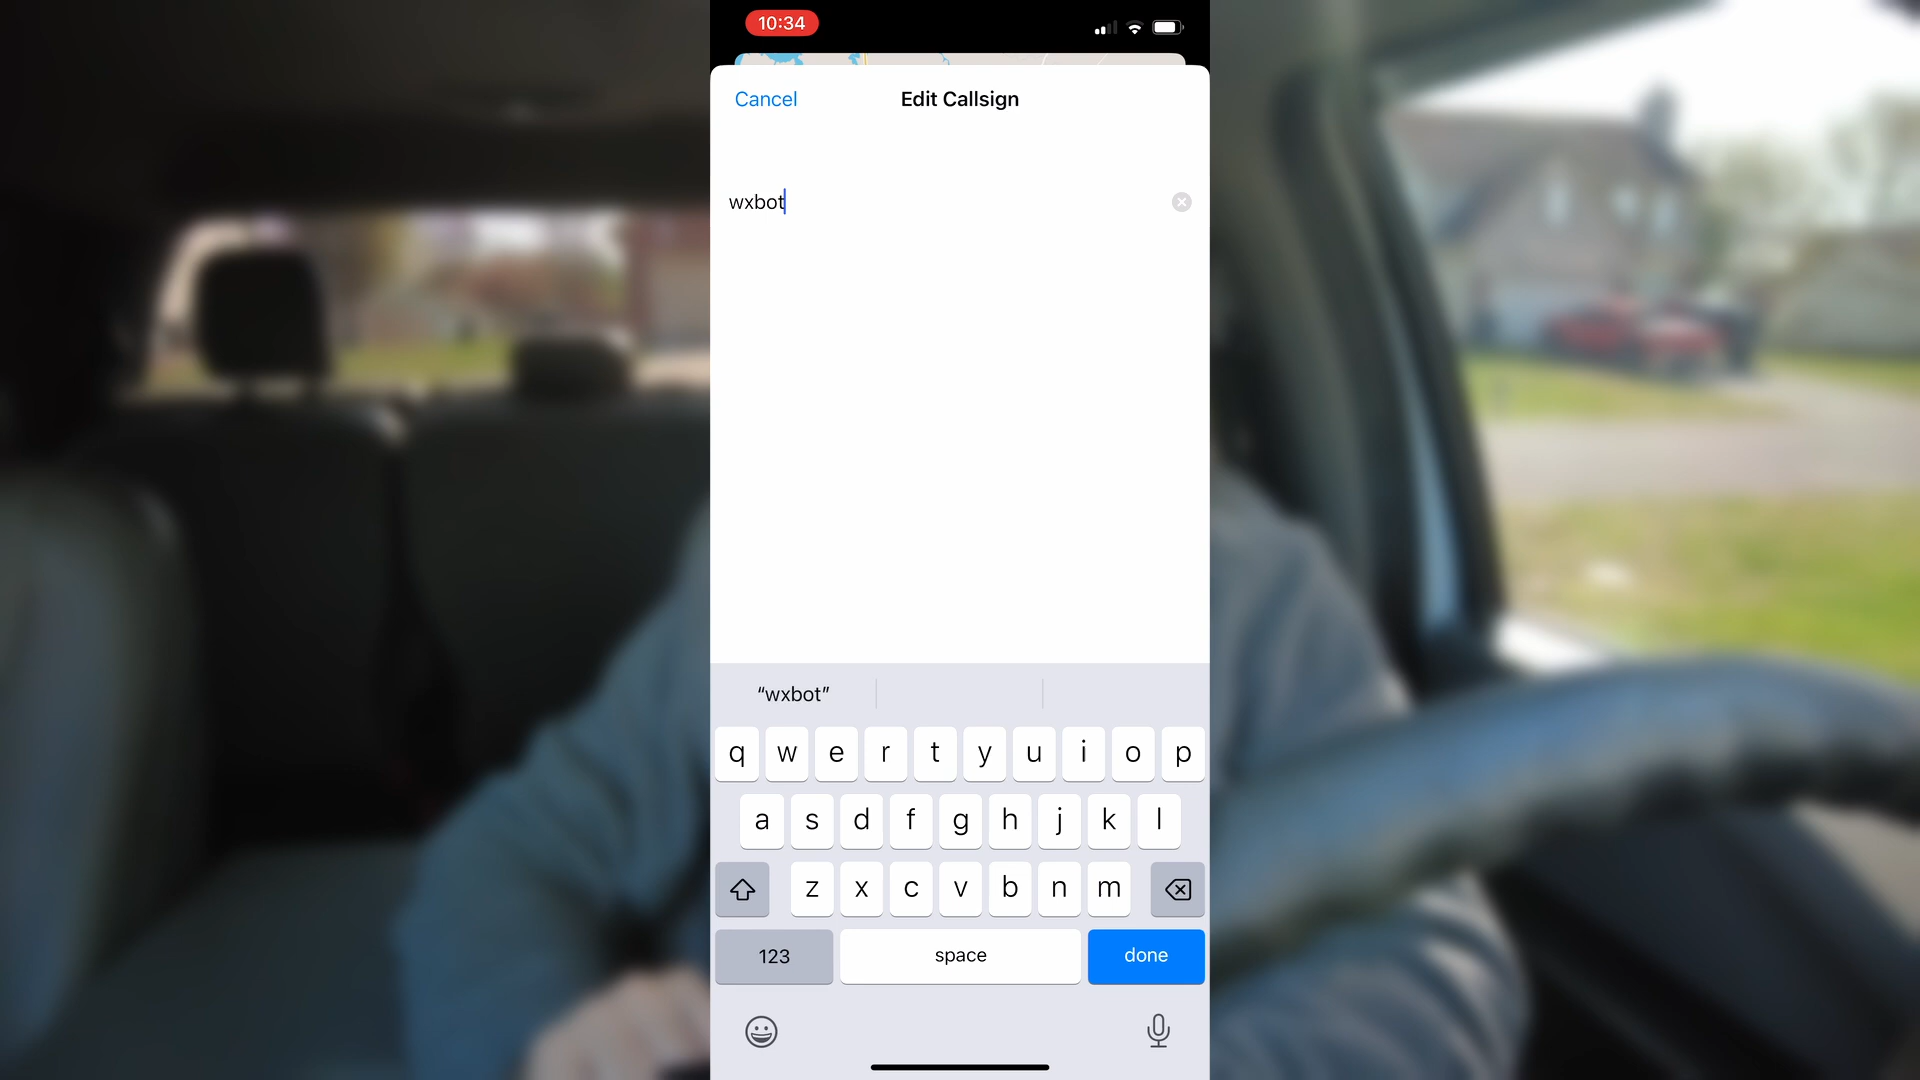 10:34
Cancel
Edit Callsign
wxbot
“wxbot”
q w e r t y u i o p
a s d f g h j k l
z x c v b n m
123
space
done